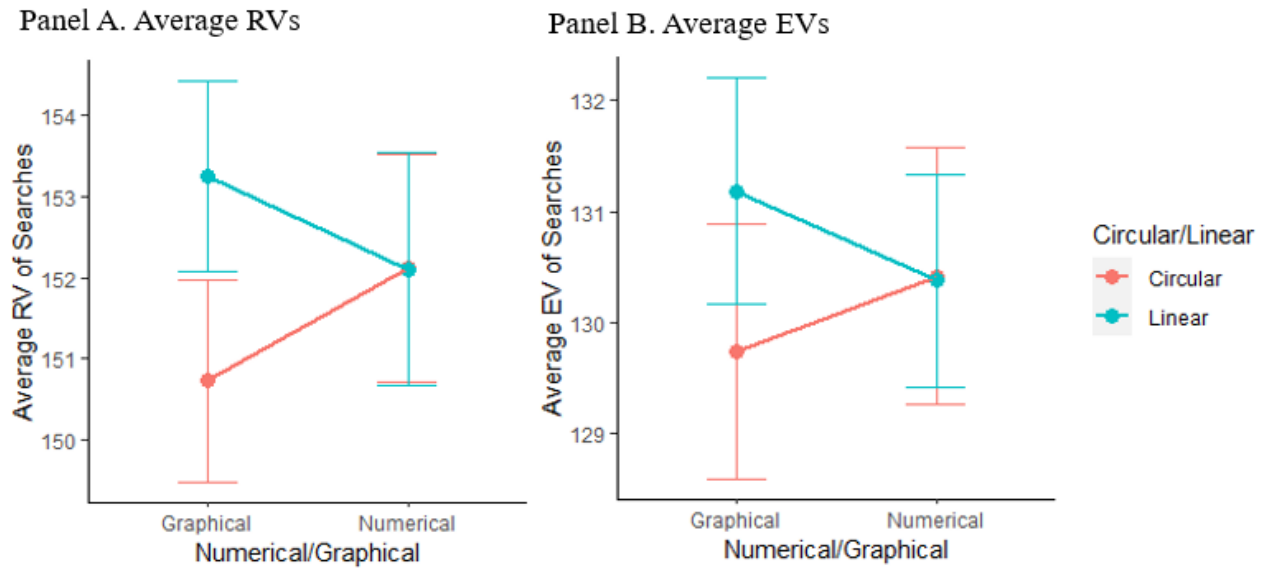 Panel A. Average RVs
Panel B. Average EVs
Average RV of Searches
154
153
152
151
150
Graphical
Numerical
Numerical/Graphical
Average EV of Searches
132
131
130
129
Graphical
Numerical
Numerical/Graphical
Circular/Linear
Circular
Linear